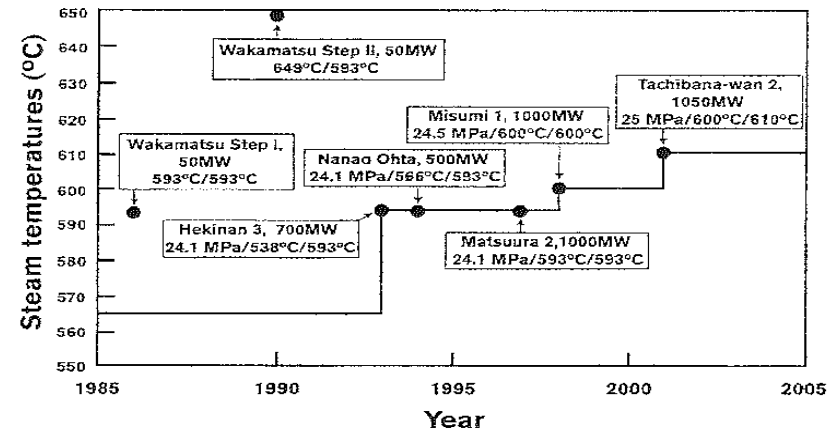 Steam temperatures (°C)
650
640
630
620
610
600
590
580
570
560
550
Wakamatsu Step II, 50MW
649°C/593°C
Tachibana-wan 2,
1050MW
25 MPa/600°C/610°C
Misumi 1, 1000MW
24.5 MPa/600°C/600°C
Wakamatsu Step I,
50MW
593°C/593°C
Nanao Ohta, 500MW
24.1 MPa/566°C/593°C
Hekinan 3, 700MW
24.1 MPa/538°C/593°C
Matsuura 2,1000MW
24.1 MPa/593°C/593°C
1985
1990
1995
2000
2005
Year